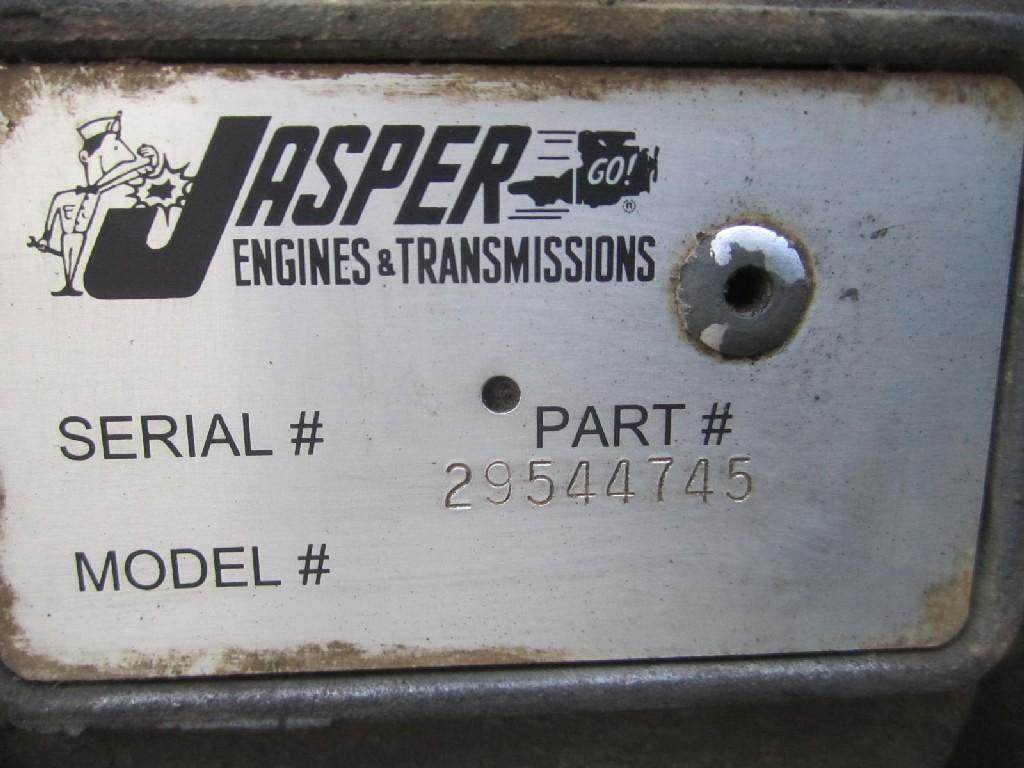 JASPER GO! ®
ENGINES & TRANSMISSIONS
SERIAL # PART #
29544745
MODEL #